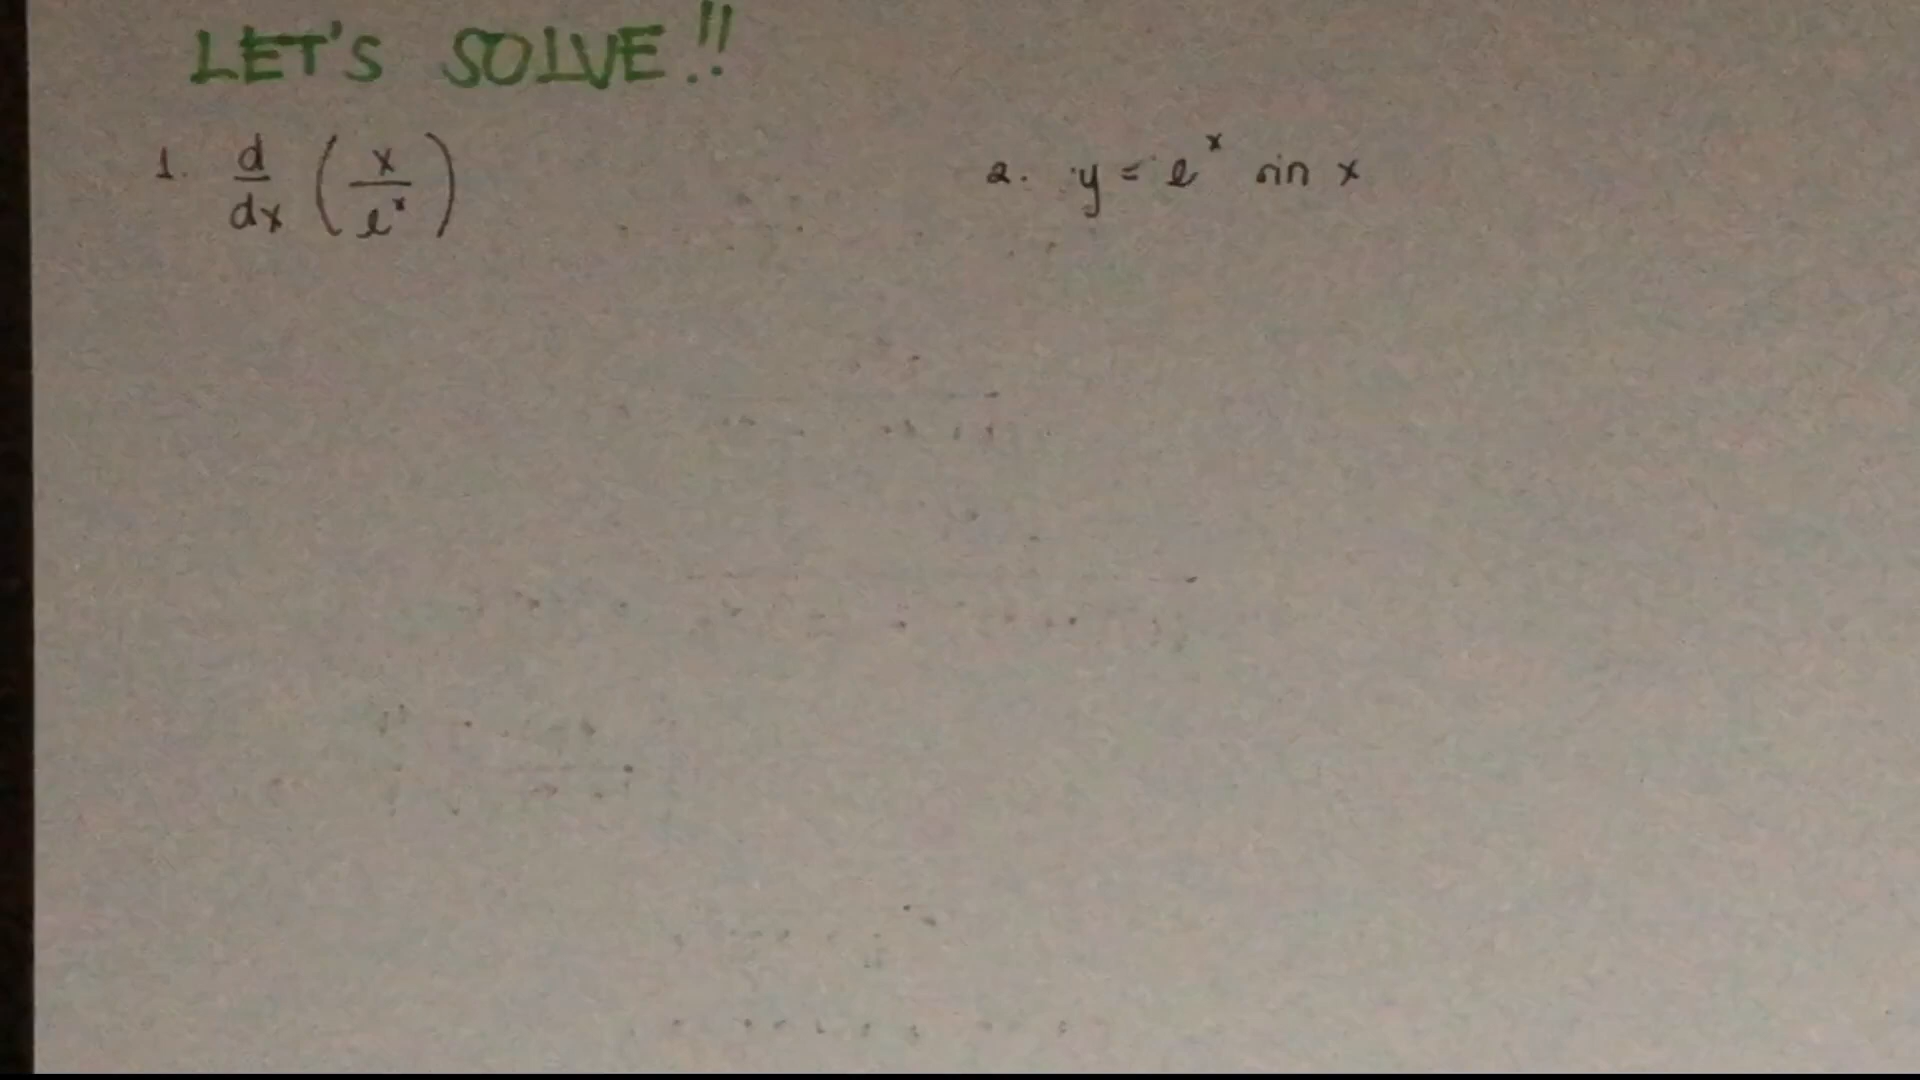 LET'S SOLVE!!
1. d/dx (x/e^x)
2. y = e^x sin x